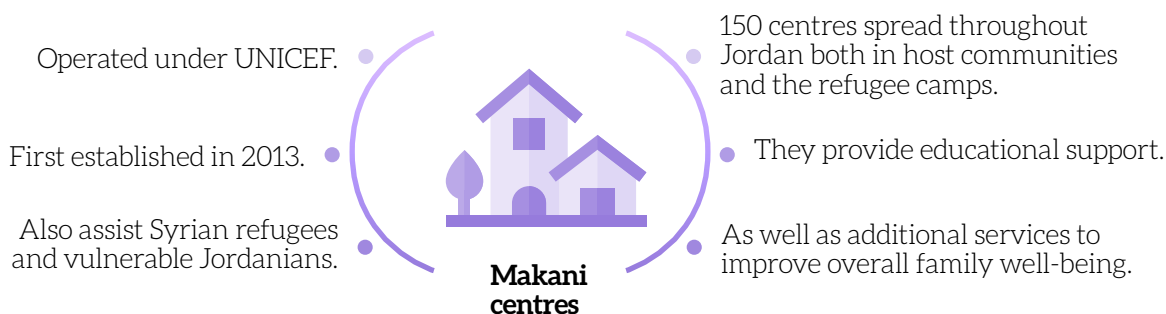 Operated under UNICEF.
First established in 2013.
Also assist Syrian refugees
and vulnerable Jordanians.
Makani
centres
150 centres spread throughout
Jordan both in host communities
and the refugee camps.
They provide educational support.
As well as additional services to
improve overall family well-being.